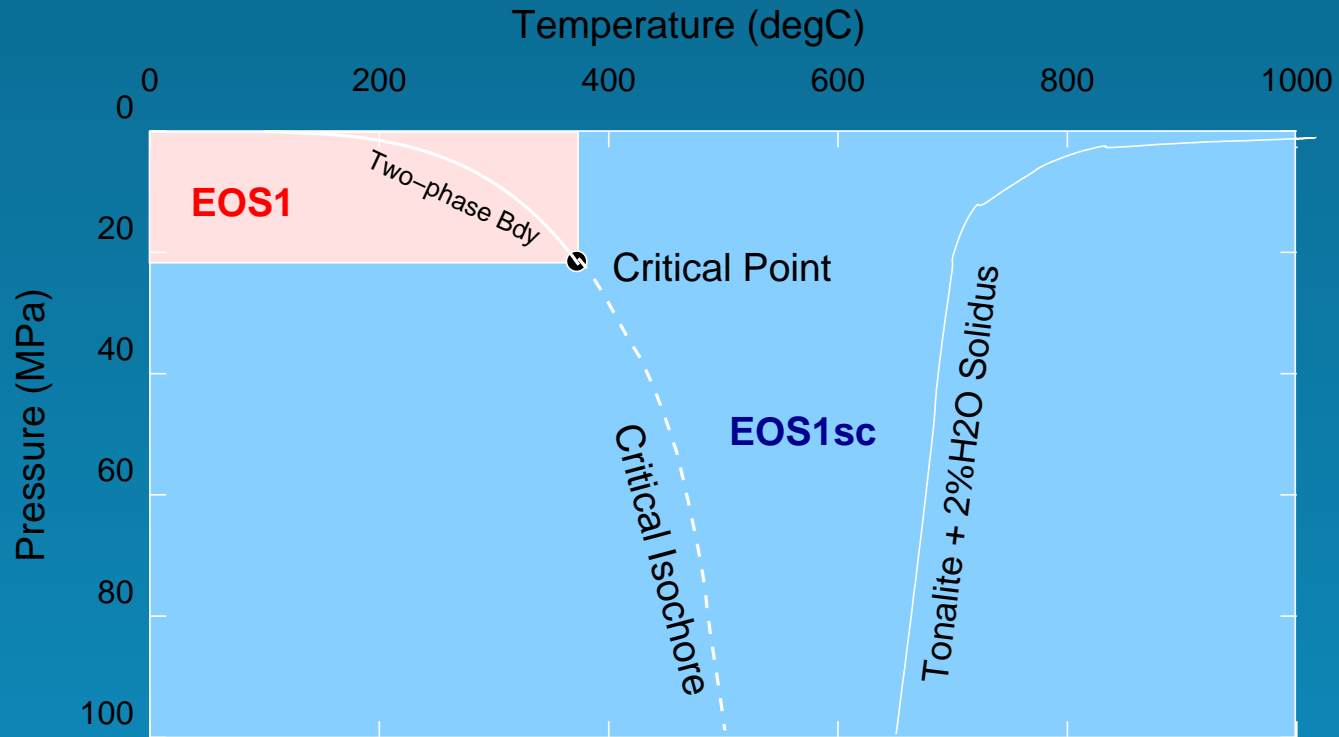 Temperature (degC)
0 200 400 600 800 1000
0
20
40
60
80
100
Pressure (MPa)
EOS1
Two–phase Bdy
Critical Point
EOS1sc
Critical Isochore
Tonalite + 2%H2O Solidus